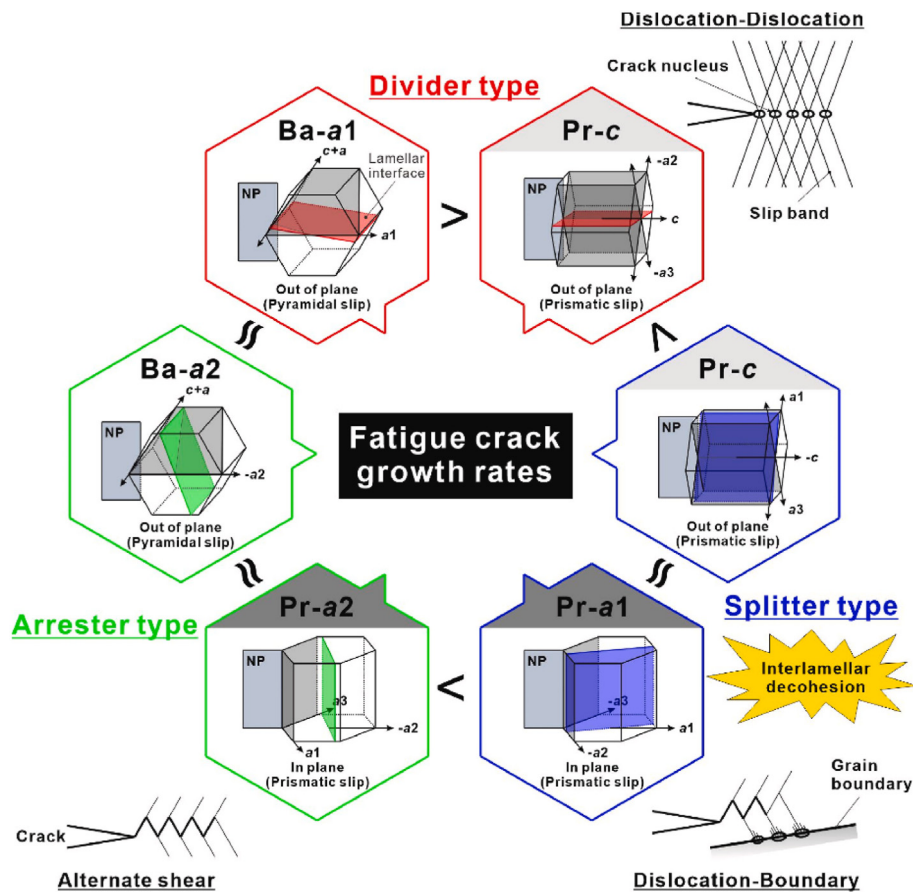 Dislocation-Dislocation
Crack nucleus
Slip band
Divider type
Ba-a1
c+a
Lamellar
interface
NP
a1
Out of plane
(Pyramidal slip)
>
Pr-c
-a2
NP
c
-a3
Out of plane
(Prismatic slip)
≈
<
Ba-a2
c+a
NP
-a2
Out of plane
(Pyramidal slip)
Fatigue crack
growth rates
Pr-c
a1
NP
-c
a3
Out of plane
(Prismatic slip)
≈
≈
Arrester type
Pr-a2
NP
a3
-a2
a1
In plane
(Prismatic slip)
<
Pr-a1
NP
-a3
a1
-a2
In plane
(Prismatic slip)
Splitter type
Interlamellar
decohesion
Crack
Alternate shear
Grain
boundary
Dislocation-Boundary